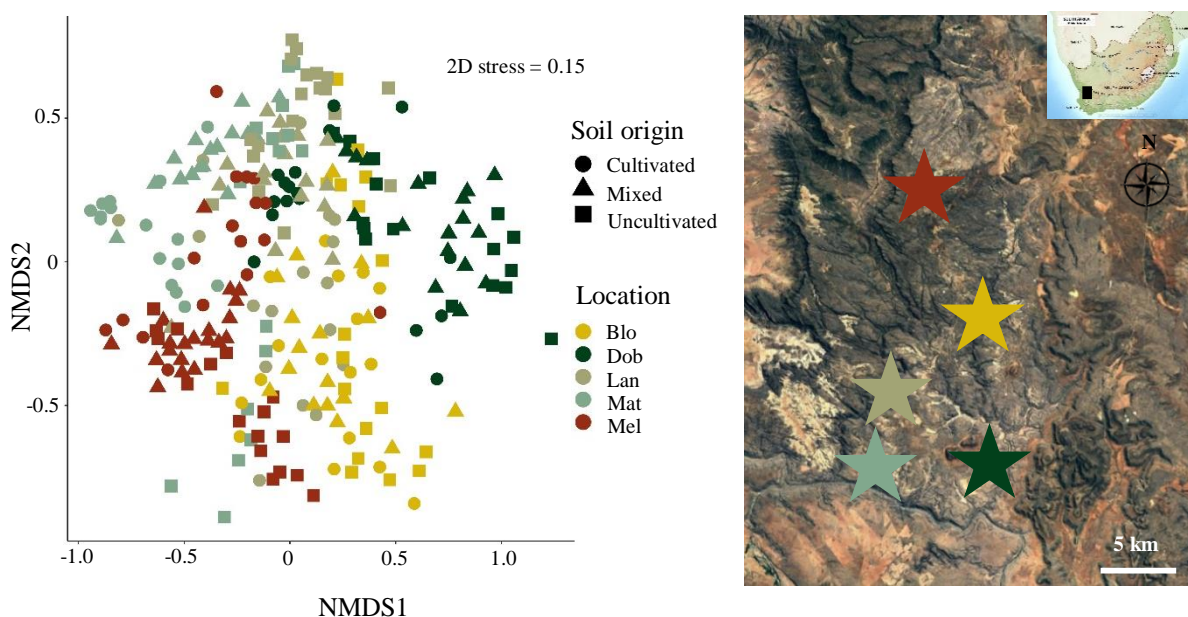 2D stress = 0.15
Soil origin
Cultivated
Mixed
Uncultivated
Location
Blo
Dob
Lan
Mat
Mel
NMDS2
0.5
0
-0.5
-1.0
-0.5
0
0.5
1.0
NMDS1
N
5 km